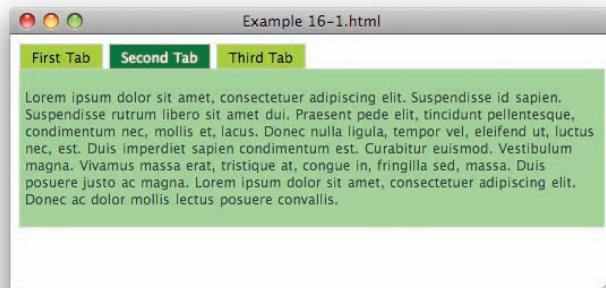 Example 16-1.html
First Tab Second Tab Third Tab
Lorem ipsum dolor sit amet, consectetuer adipiscing elit. Suspendisse id sapien.
Suspendisse rutrum libero sit amet dui. Praesent pede elit, tincidunt pellentesque,
condimentum nec, mollis et, lacus. Donec nulla ligula, tempor vel, eleifend ut, luctus
nec, est. Duis imperdiet sapien condimentum est. Curabitur euismod. Vestibulum
magna. Vivamus massa erat, tristique at, congue in, fringilla sed, massa. Duis
posuere justo ac magna. Lorem ipsum dolor sit amet, consectetuer adipiscing elit.
Donec ac dolor mollis lectus posuere convallis.